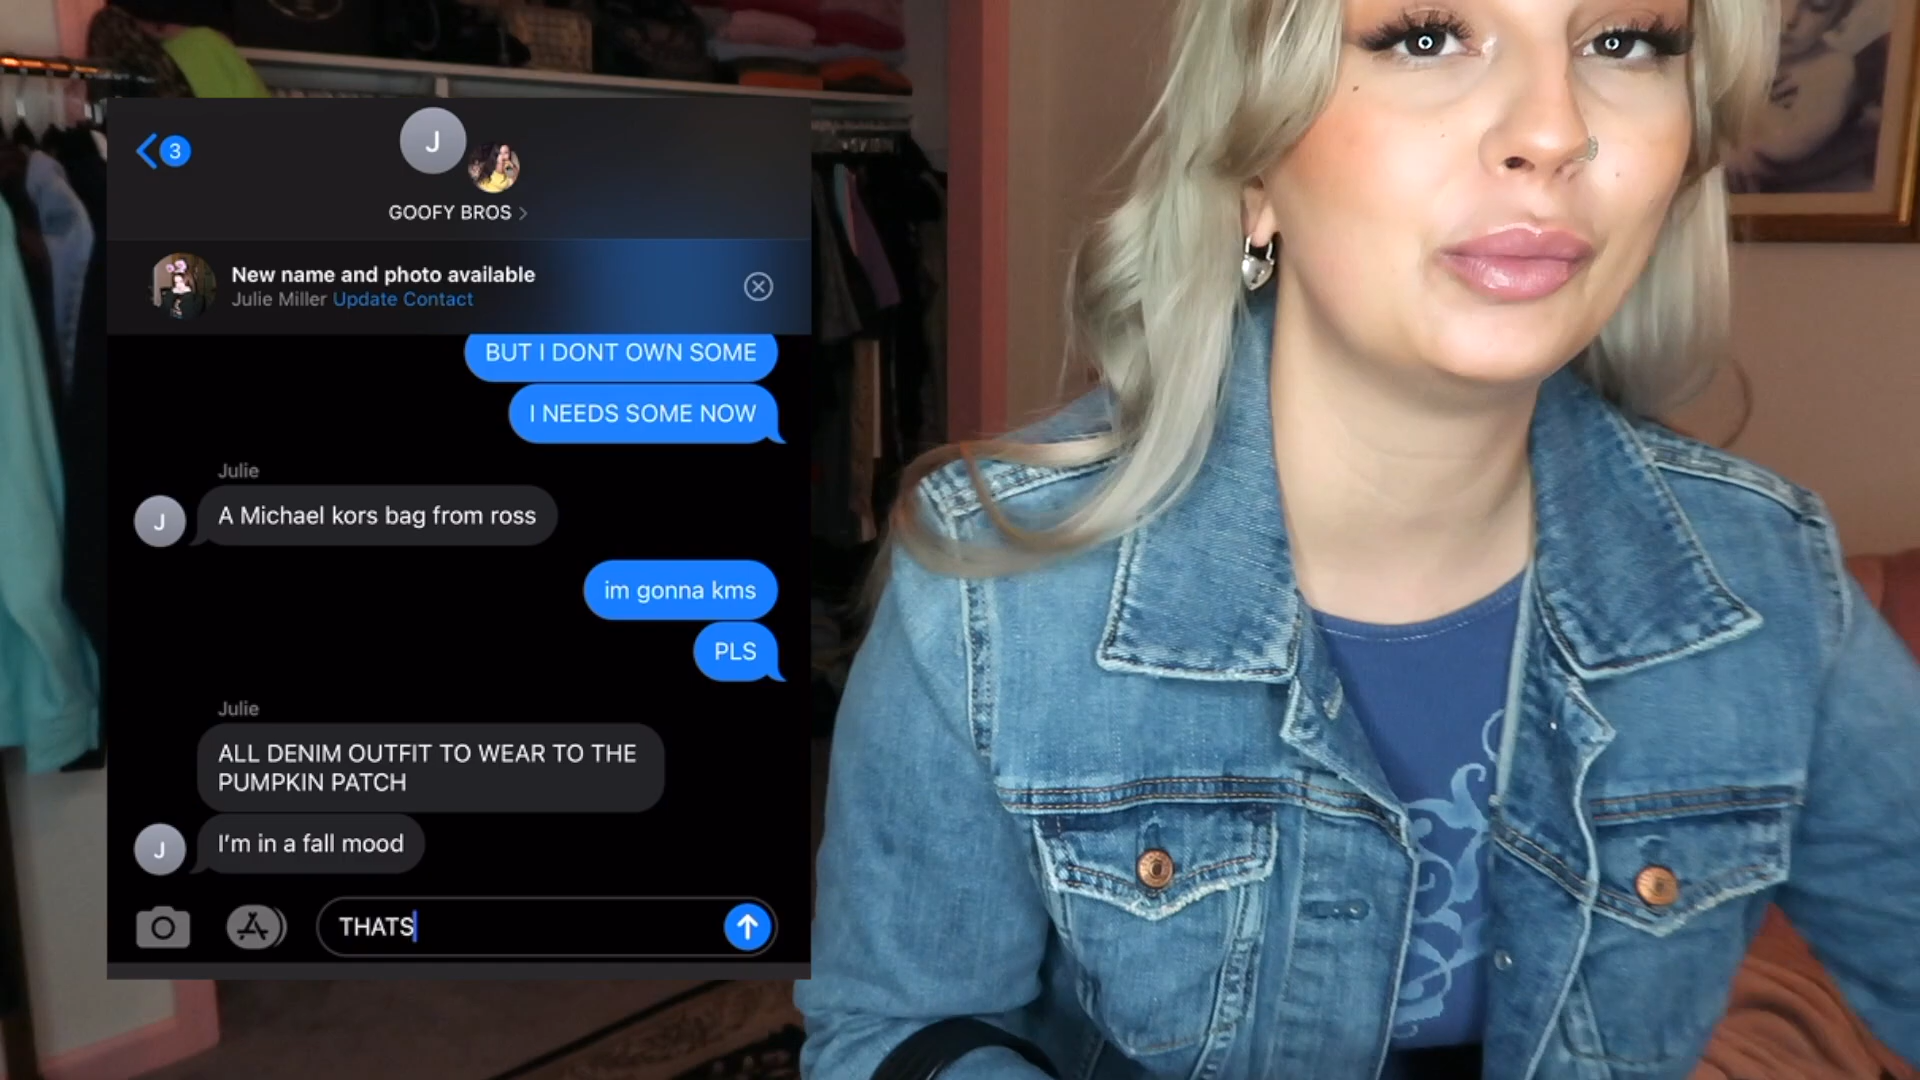 3
J
GOOFY BROS
New name and photo available
Julie Miller Update Contact
BUT I DONT OWN SOME
I NEEDS SOME NOW
Julie
A Michael kors bag from ross
J
im gonna kms
PLS
Julie
ALL DENIM OUTFIT TO WEAR TO THE
PUMPKIN PATCH
I'm in a fall mood
J
THATS